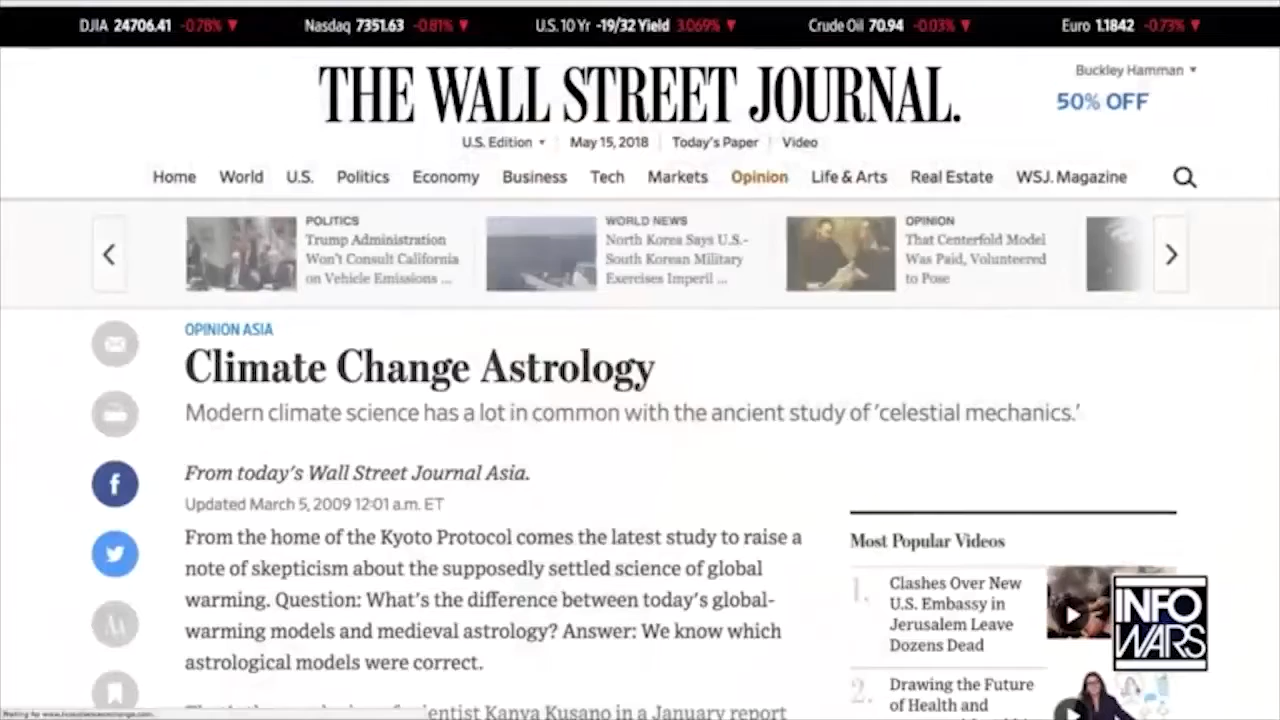 DJIA 24706.41 -0.78% ▼ Nasdaq 7351.63 -0.81% ▼ U.S. 10 Yr -19/32 Yield 3.069% ▼ Crude Oil 70.94 -0.03% ▼ Euro 1.1842 -0.73% ▼
THE WALL STREET JOURNAL.
Buckley Hamman
50% OFF
U.S. Edition May 15, 2018 Today's Paper Video
Home World U.S. Politics Economy Business Tech Markets Opinion Life & Arts Real Estate WSJ. Magazine
POLITICS
Trump Administration
Won't Consult California
on Vehicle Emissions ...
WORLD NEWS
North Korea Says U.S.-
South Korean Military
Exercises Imperil ...
OPINION
That Centerfold Model
Was Paid, Volunteered
to Pose
OPINION ASIA
Climate Change Astrology
Modern climate science has a lot in common with the ancient study of 'celestial mechanics.'
From today's Wall Street Journal Asia.
Updated March 5, 2009 12:01 a.m. ET
From the home of the Kyoto Protocol comes the latest study to raise a
note of skepticism about the supposedly settled science of global
warming. Question: What's the difference between today's global-
warming models and medieval astrology? Answer: We know which
astrological models were correct.
entist Kanya Kusano in a January report
Most Popular Videos
1. Clashes Over New
U.S. Embassy in
Jerusalem Leave
Dozens Dead
2. Drawing the Future
of Health and
INFO
WARS